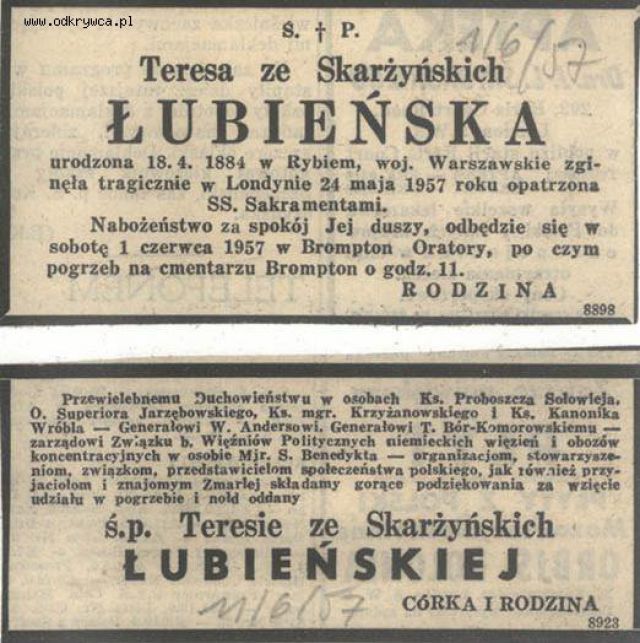 www.odkrywca.pl
Ś. † P.
1/6/57
Teresa ze Skarżyńskich
ŁUBIEŃSKA
urodzona 18. 4. 1884 w Rybiem, woj. Warszawskie zgi-
nęła tragicznie w Londynie 24 maja 1957 roku opatrzona
SS. Sakramentami.
Nabożeństwo za spokój Jej duszy, odbędzie się w
sobotę 1 czerwca 1957 w Brompton Oratory, po czym
pogrzeb na cmentarzu Brompton o godz. 11.
RODZINA
8898
Przewielebnemu Duchowieństwu w osobach Ks. Proboszcza Sołowieja,
O. Superiora Jarzębowskiego, Ks. mgr. Krzyżanowskiego i Ks. Kanonika
Wróbla — Generałowi W. Andersowi, Generałowi T. Bór-Komorowskiemu —
zarządowi Związku b. Więźniów Politycznych niemieckich więzień i obozów
koncentracyjnych w osobie Mjr. S. Benedykta — organizacjom, stowarzysze-
niom, związkom, przedstawicielom społeczeństwa polskiego, jak również przy-
jaciołom i znajomym Zmarłej składamy gorące podziękowania za wzięcie
udziału w pogrzebie i hołd oddany
ś.p. Teresie ze Skarżyńskich
ŁUBIEŃSKIEJ
11/6/57
CÓRKA I RODZINA
8923